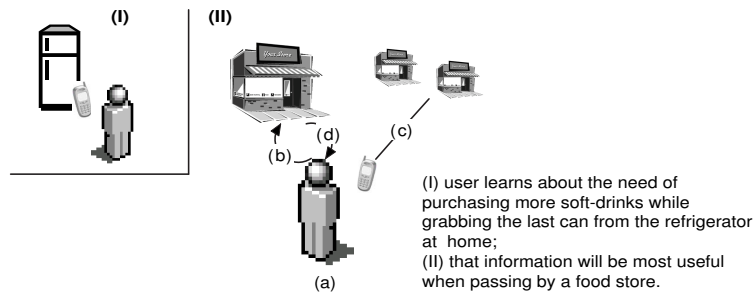 (I)
(II)
(d)
(c)
(b)
(I) user learns about the need of
purchasing more soft-drinks while
grabbing the last can from the refrigerator
at home;
(II) that information will be most useful
when passing by a food store.
(a)